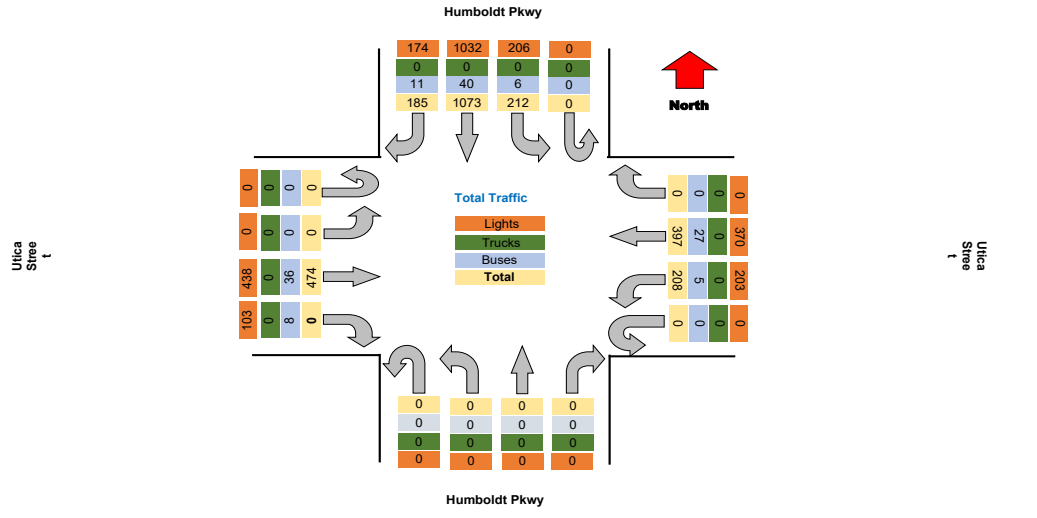 Humboldt Pkwy
174 1032 206 0
0 0 0 0
11 40 6 0
185 1073 212 0
North
Total Traffic
Lights
Trucks
Buses
Total
Utica
Stree
t
0 0 0 0
0 0 0 0
438 0 36 474
103 0 8 0
0 0 0 0
397 27 0 370
208 5 0 203
0 0 0 0
Utica
Stree
t
0 0 0 0
0 0 0 0
0 0 0 0
0 0 0 0
Humboldt Pkwy